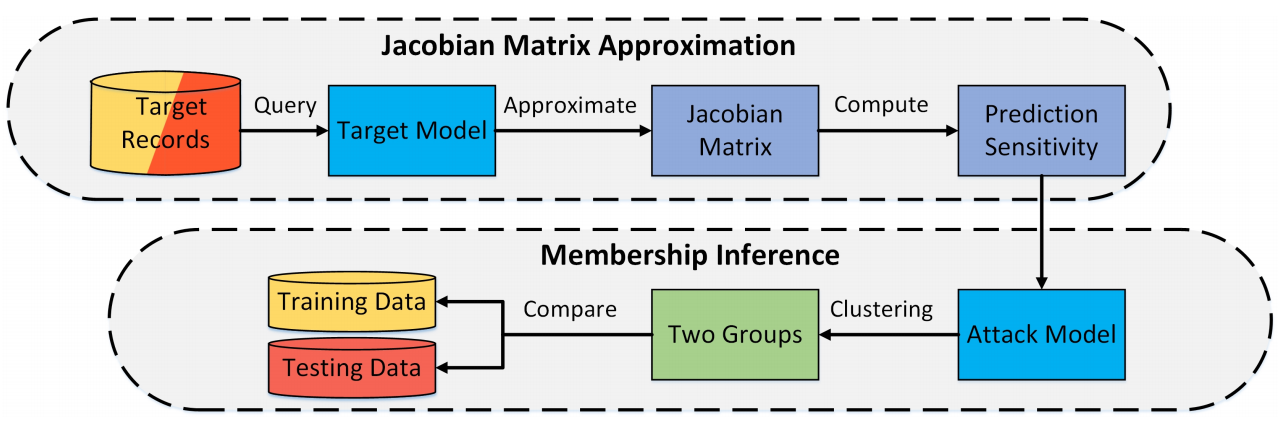 Jacobian Matrix Approximation
Target
Records
Query
Target Model
Approximate
Jacobian
Matrix
Compute
Prediction
Sensitivity
Membership Inference
Attack Model
Clustering
Two Groups
Compare
Training Data
Testing Data